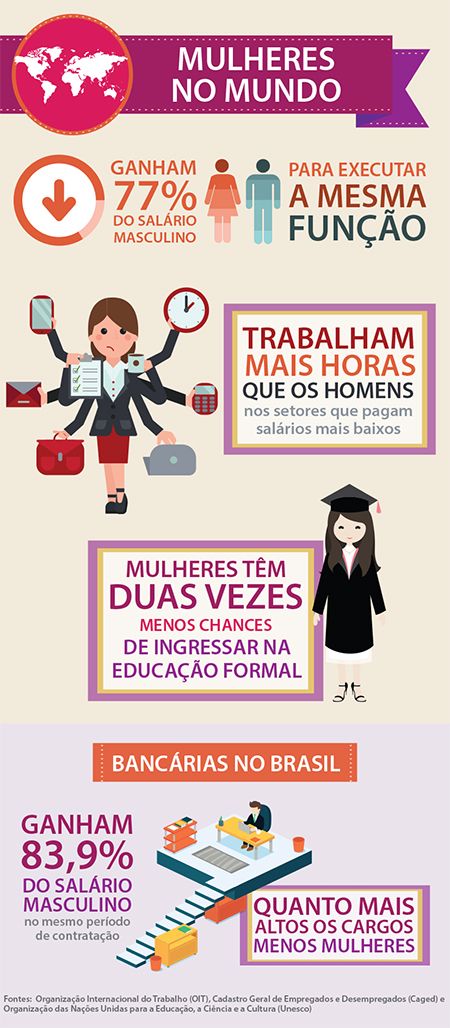 MULHERES
NO MUNDO
GANHAM
77%
DO SALÁRIO
MASCULINO
PARA EXECUTAR
A MESMA
FUNÇÃO
TRABALHAM
MAIS HORAS
QUE OS HOMENS
nos setores que pagam
salários mais baixos
MULHERES TÊM
DUAS VEZES
MENOS CHANCES
DE INGRESSAR NA
EDUCAÇÃO FORMAL
BANCÁRIAS NO BRASIL
GANHAM
83,9%
DO SALÁRIO
MASCULINO
no mesmo período
de contratação
QUANTO MAIS
ALTOS OS CARGOS
MENOS MULHERES
Fontes: Organização Internacional do Trabalho (OIT), Cadastro Geral de Empregados e Desempregados (Caged) e
Organização das Nações Unidas para a Educação, a Ciência e a Cultura (Unesco)